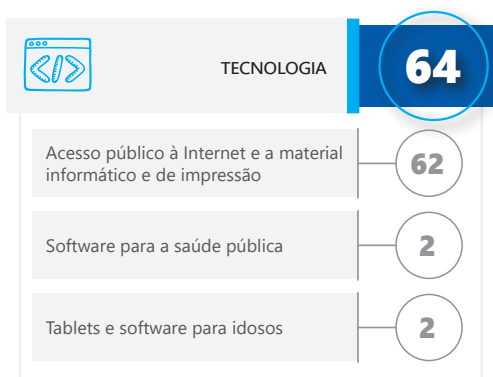 TECNOLOGIA
64
Acesso público à Internet e a material
informático e de impressão
62
Software para a saúde pública
2
Tablets e software para idosos
2